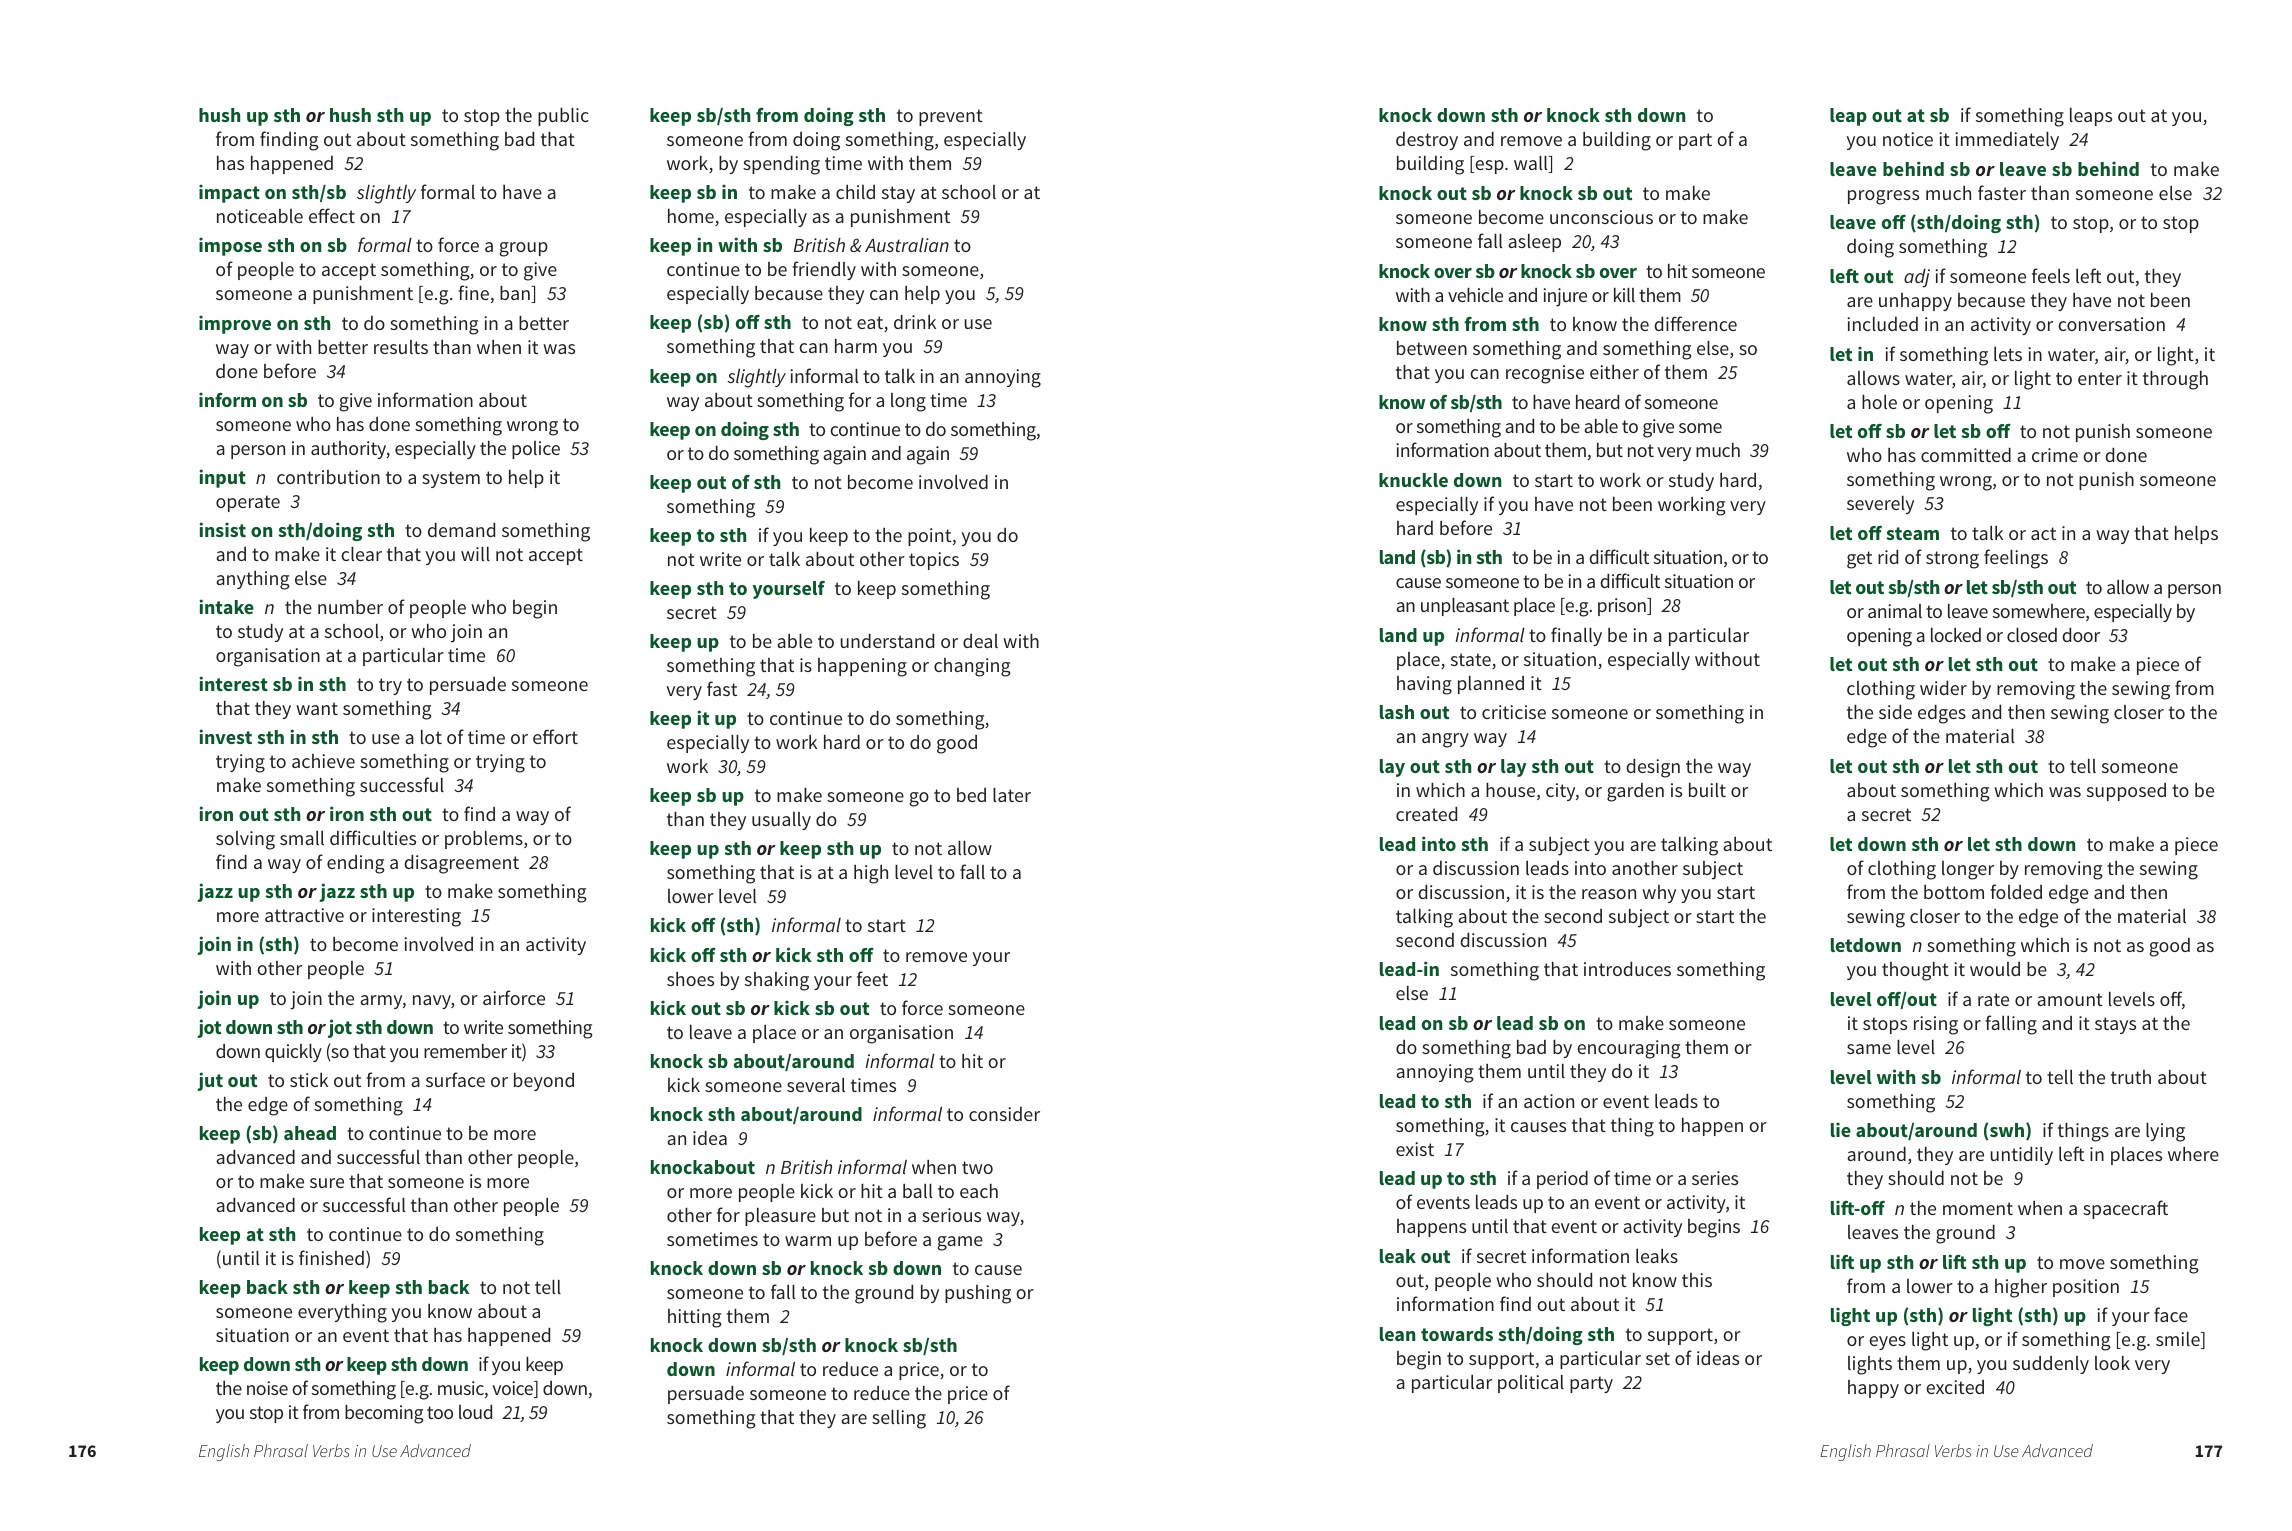 hush up sth or hush sth up  to stop the public
from finding out about something bad that
has happened  52
impact on sth/sb  slightly formal to have a
noticeable effect on  17
impose sth on sb  formal to force a group
of people to accept something, or to give
someone a punishment [e.g. fine, ban]  53
improve on sth  to do something in a better
way or with better results than when it was
done before  34
inform on sb  to give information about
someone who has done something wrong to
a person in authority, especially the police  53
input  n  contribution to a system to help it
operate  3
insist on sth/doing sth  to demand something
and to make it clear that you will not accept
anything else  34
intake  n  the number of people who begin
to study at a school, or who join an
organisation at a particular time  60
interest sb in sth  to try to persuade someone
that they want something  34
invest sth in sth  to use a lot of time or effort
trying to achieve something or trying to
make something successful  34
iron out sth or iron sth out  to find a way of
solving small difficulties or problems, or to
find a way of ending a disagreement  28
jazz up sth or jazz sth up  to make something
more attractive or interesting  15
join in (sth)  to become involved in an activity
with other people  51
join up  to join the army, navy, or airforce  51
jot down sth or jot sth down  to write something
down quickly (so that you remember it)  33
jut out  to stick out from a surface or beyond
the edge of something  14
keep (sb) ahead  to continue to be more
advanced and successful than other people,
or to make sure that someone is more
advanced or successful than other people  59
keep at sth  to continue to do something
(until it is finished)  59
keep back sth or keep sth back  to not tell
someone everything you know about a
situation or an event that has happened  59
keep down sth or keep sth down  if you keep
the noise of something [e.g. music, voice] down,
you stop it from becoming too loud  21, 59
keep sb/sth from doing sth  to prevent
someone from doing something, especially
work, by spending time with them  59
keep sb in  to make a child stay at school or at
home, especially as a punishment  59
keep in with sb  British & Australian to
continue to be friendly with someone,
especially because they can help you  5, 59
keep (sb) off sth  to not eat, drink or use
something that can harm you  59
keep on  slightly informal to talk in an annoying
way about something for a long time  13
keep on doing sth  to continue to do something,
or to do something again and again  59
keep out of sth  to not become involved in
something  59
keep to sth  if you keep to the point, you do
not write or talk about other topics  59
keep sth to yourself  to keep something
secret  59
keep up  to be able to understand or deal with
something that is happening or changing
very fast  24, 59
keep it up  to continue to do something,
especially to work hard or to do good
work  30, 59
keep sb up  to make someone go to bed later
than they usually do  59
keep up sth or keep sth up  to not allow
something that is at a high level to fall to a
lower level  59
kick off (sth)  informal to start  12
kick off sth or kick sth off  to remove your
shoes by shaking your feet  12
kick out sb or kick sb out  to force someone
to leave a place or an organisation  14
knock sb about/around  informal to hit or
kick someone several times  9
knock sth about/around  informal to consider
an idea  9
knockabout  n British informal when two
or more people kick or hit a ball to each
other for pleasure but not in a serious way,
sometimes to warm up before a game  3
knock down sb or knock sb down  to cause
someone to fall to the ground by pushing or
hitting them  2
knock down sb/sth or knock sb/sth
down  informal to reduce a price, or to
persuade someone to reduce the price of
something that they are selling  10, 26
176
English Phrasal Verbs in Use Advanced
knock down sth or knock sth down  to
destroy and remove a building or part of a
building [esp. wall]  2
knock out sb or knock sb out  to make
someone become unconscious or to make
someone fall asleep  20, 43
knock over sb or knock sb over  to hit someone
with a vehicle and injure or kill them  50
know sth from sth  to know the difference
between something and something else, so
that you can recognise either of them  25
know of sb/sth  to have heard of someone
or something and to be able to give some
information about them, but not very much  39
knuckle down  to start to work or study hard,
especially if you have not been working very
hard before  31
land (sb) in sth  to be in a difficult situation, or to
cause someone to be in a difficult situation or
an unpleasant place [e.g. prison]  28
land up  informal to finally be in a particular
place, state, or situation, especially without
having planned it  15
lash out  to criticise someone or something in
an angry way  14
lay out sth or lay sth out  to design the way
in which a house, city, or garden is built or
created  49
lead into sth  if a subject you are talking about
or a discussion leads into another subject
or discussion, it is the reason why you start
talking about the second subject or start the
second discussion  45
lead-in  something that introduces something
else  11
lead on sb or lead sb on  to make someone
do something bad by encouraging them or
annoying them until they do it  13
lead to sth  if an action or event leads to
something, it causes that thing to happen or
exist  17
lead up to sth  if a period of time or a series
of events leads up to an event or activity, it
happens until that event or activity begins  16
leak out  if secret information leaks
out, people who should not know this
information find out about it  51
lean towards sth/doing sth  to support, or
begin to support, a particular set of ideas or
a particular political party  22
leap out at sb  if something leaps out at you,
you notice it immediately  24
leave behind sb or leave sb behind  to make
progress much faster than someone else  32
leave off (sth/doing sth)  to stop, or to stop
doing something  12
left out  adj if someone feels left out, they
are unhappy because they have not been
included in an activity or conversation  4
let in  if something lets in water, air, or light, it
allows water, air, or light to enter it through
a hole or opening  11
let off sb or let sb off  to not punish someone
who has committed a crime or done
something wrong, or to not punish someone
severely  53
let off steam  to talk or act in a way that helps
get rid of strong feelings  8
let out sb/sth or let sb/sth out  to allow a person
or animal to leave somewhere, especially by
opening a locked or closed door  53
let out sth or let sth out  to make a piece of
clothing wider by removing the sewing from
the side edges and then sewing closer to the
edge of the material  38
let out sth or let sth out  to tell someone
about something which was supposed to be
a secret  52
let down sth or let sth down  to make a piece
of clothing longer by removing the sewing
from the bottom folded edge and then
sewing closer to the edge of the material  38
letdown  n something which is not as good as
you thought it would be  3, 42
level off/out  if a rate or amount levels off,
it stops rising or falling and it stays at the
same level  26
level with sb  informal to tell the truth about
something  52
lie about/around (swh)  if things are lying
around, they are untidily left in places where
they should not be  9
lift-off  n the moment when a spacecraft
leaves the ground  3
lift up sth or lift sth up  to move something
from a lower to a higher position  15
light up (sth) or light (sth) up  if your face
or eyes light up, or if something [e.g. smile]
lights them up, you suddenly look very
happy or excited  40
English Phrasal Verbs in Use Advanced
177